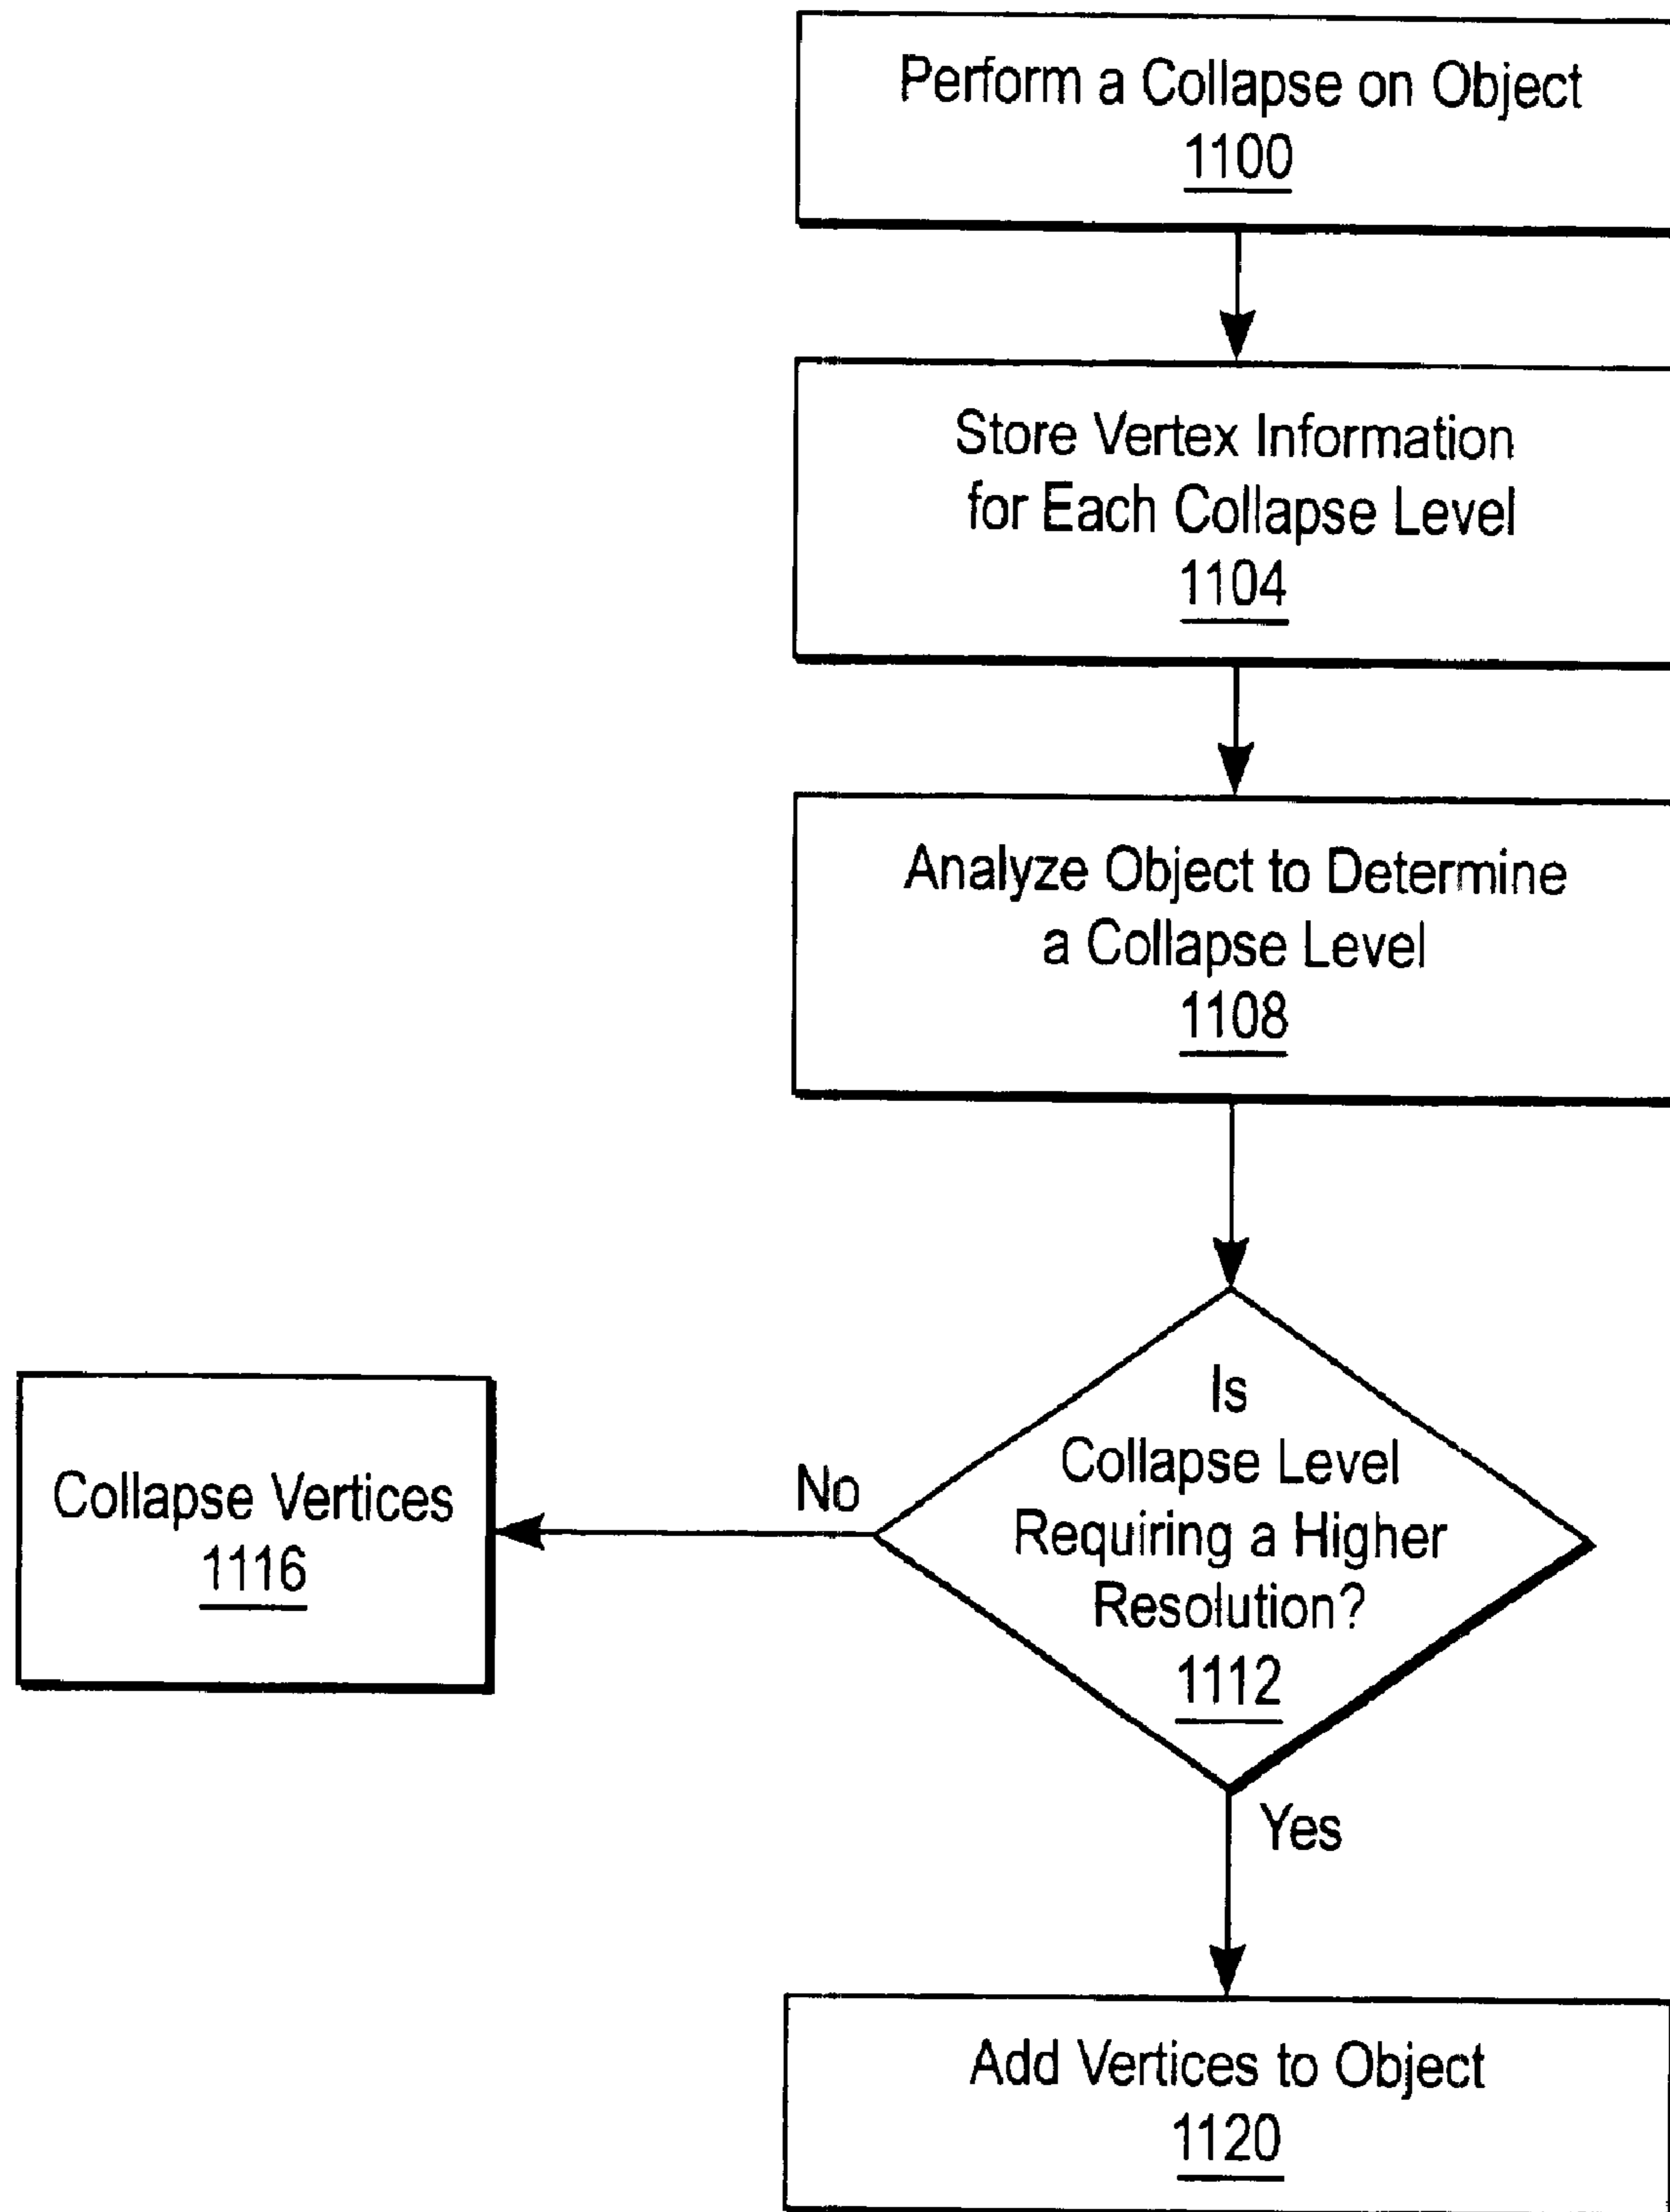 Perform a Collapse on Object
1100
Store Vertex Information
for Each Collapse Level
1104
Analyze Object to Determine
a Collapse Level
1108
Is
Collapse Level
Requiring a Higher
Resolution?
1112
No
Collapse Vertices
1116
Yes
Add Vertices to Object
1120